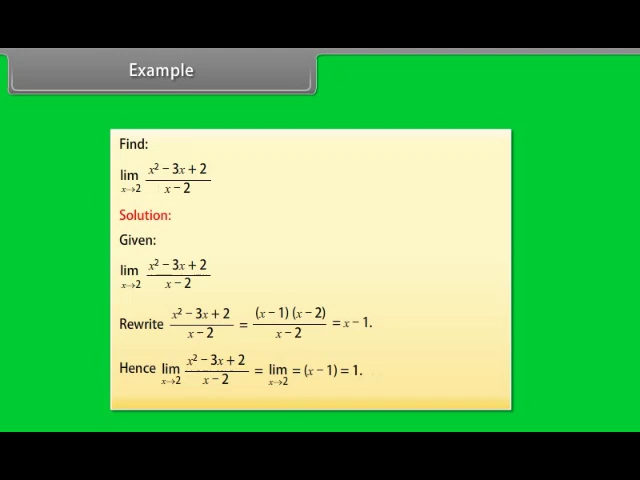 Example
Find:
lim x→2 (x² − 3x + 2)/(x − 2)
Solution:
Given:
lim x→2 (x² − 3x + 2)/(x − 2)
Rewrite (x² − 3x + 2)/(x − 2) = (x − 1) (x − 2)/(x − 2) = x − 1.
Hence lim x→2 (x² − 3x + 2)/(x − 2) = lim x→2 = (x − 1) = 1.